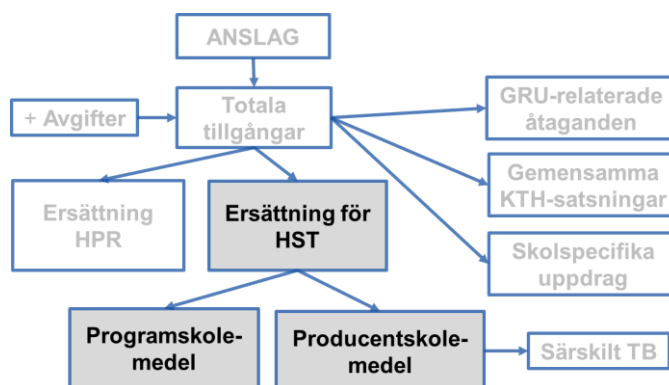 ANSLAG
+ Avgifter
Totala
tillgångar
GRU-relaterade
åtaganden
Gemensamma
KTH-satsningar
Skolspecifika
uppdrag
Ersättning
HPR
Ersättning för
HST
Programskole-
medel
Producentskole-
medel
Särskilt TB